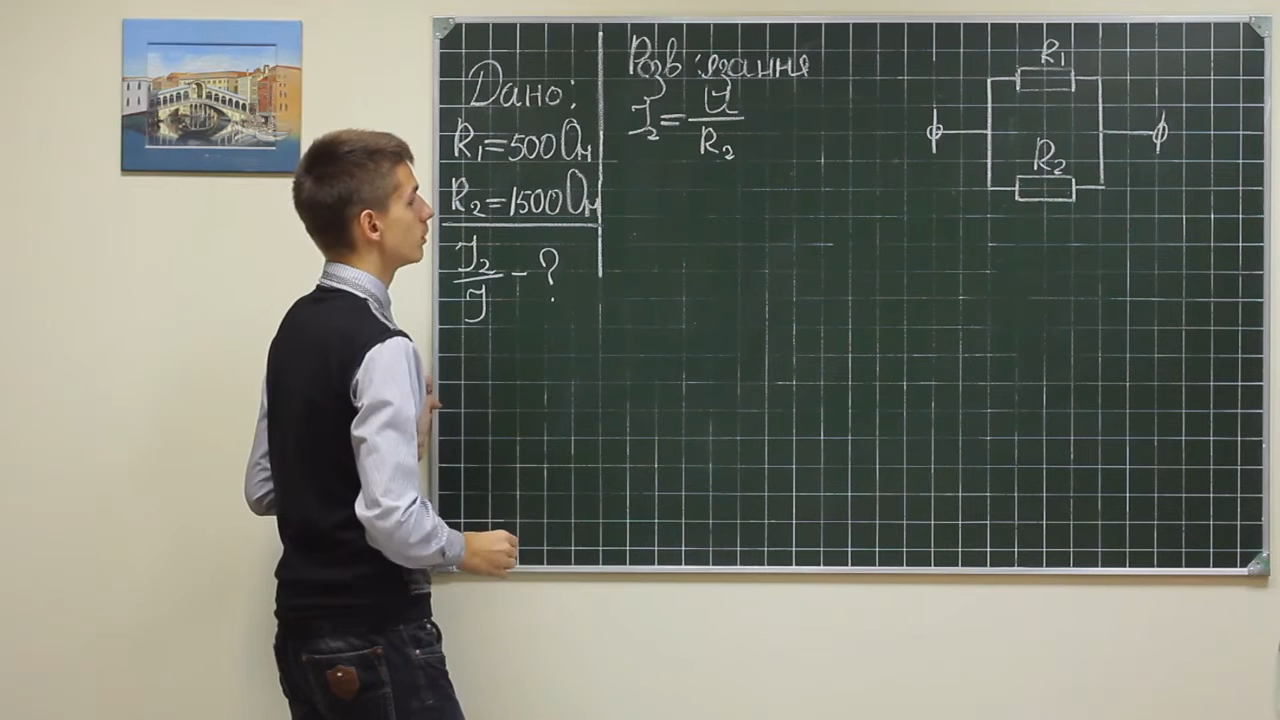 Дано:
R₁=500 Ом
R₂=1500 Ом
I₂/I - ?
Розв'язання
I₂=U/R₂
R₁
R₂